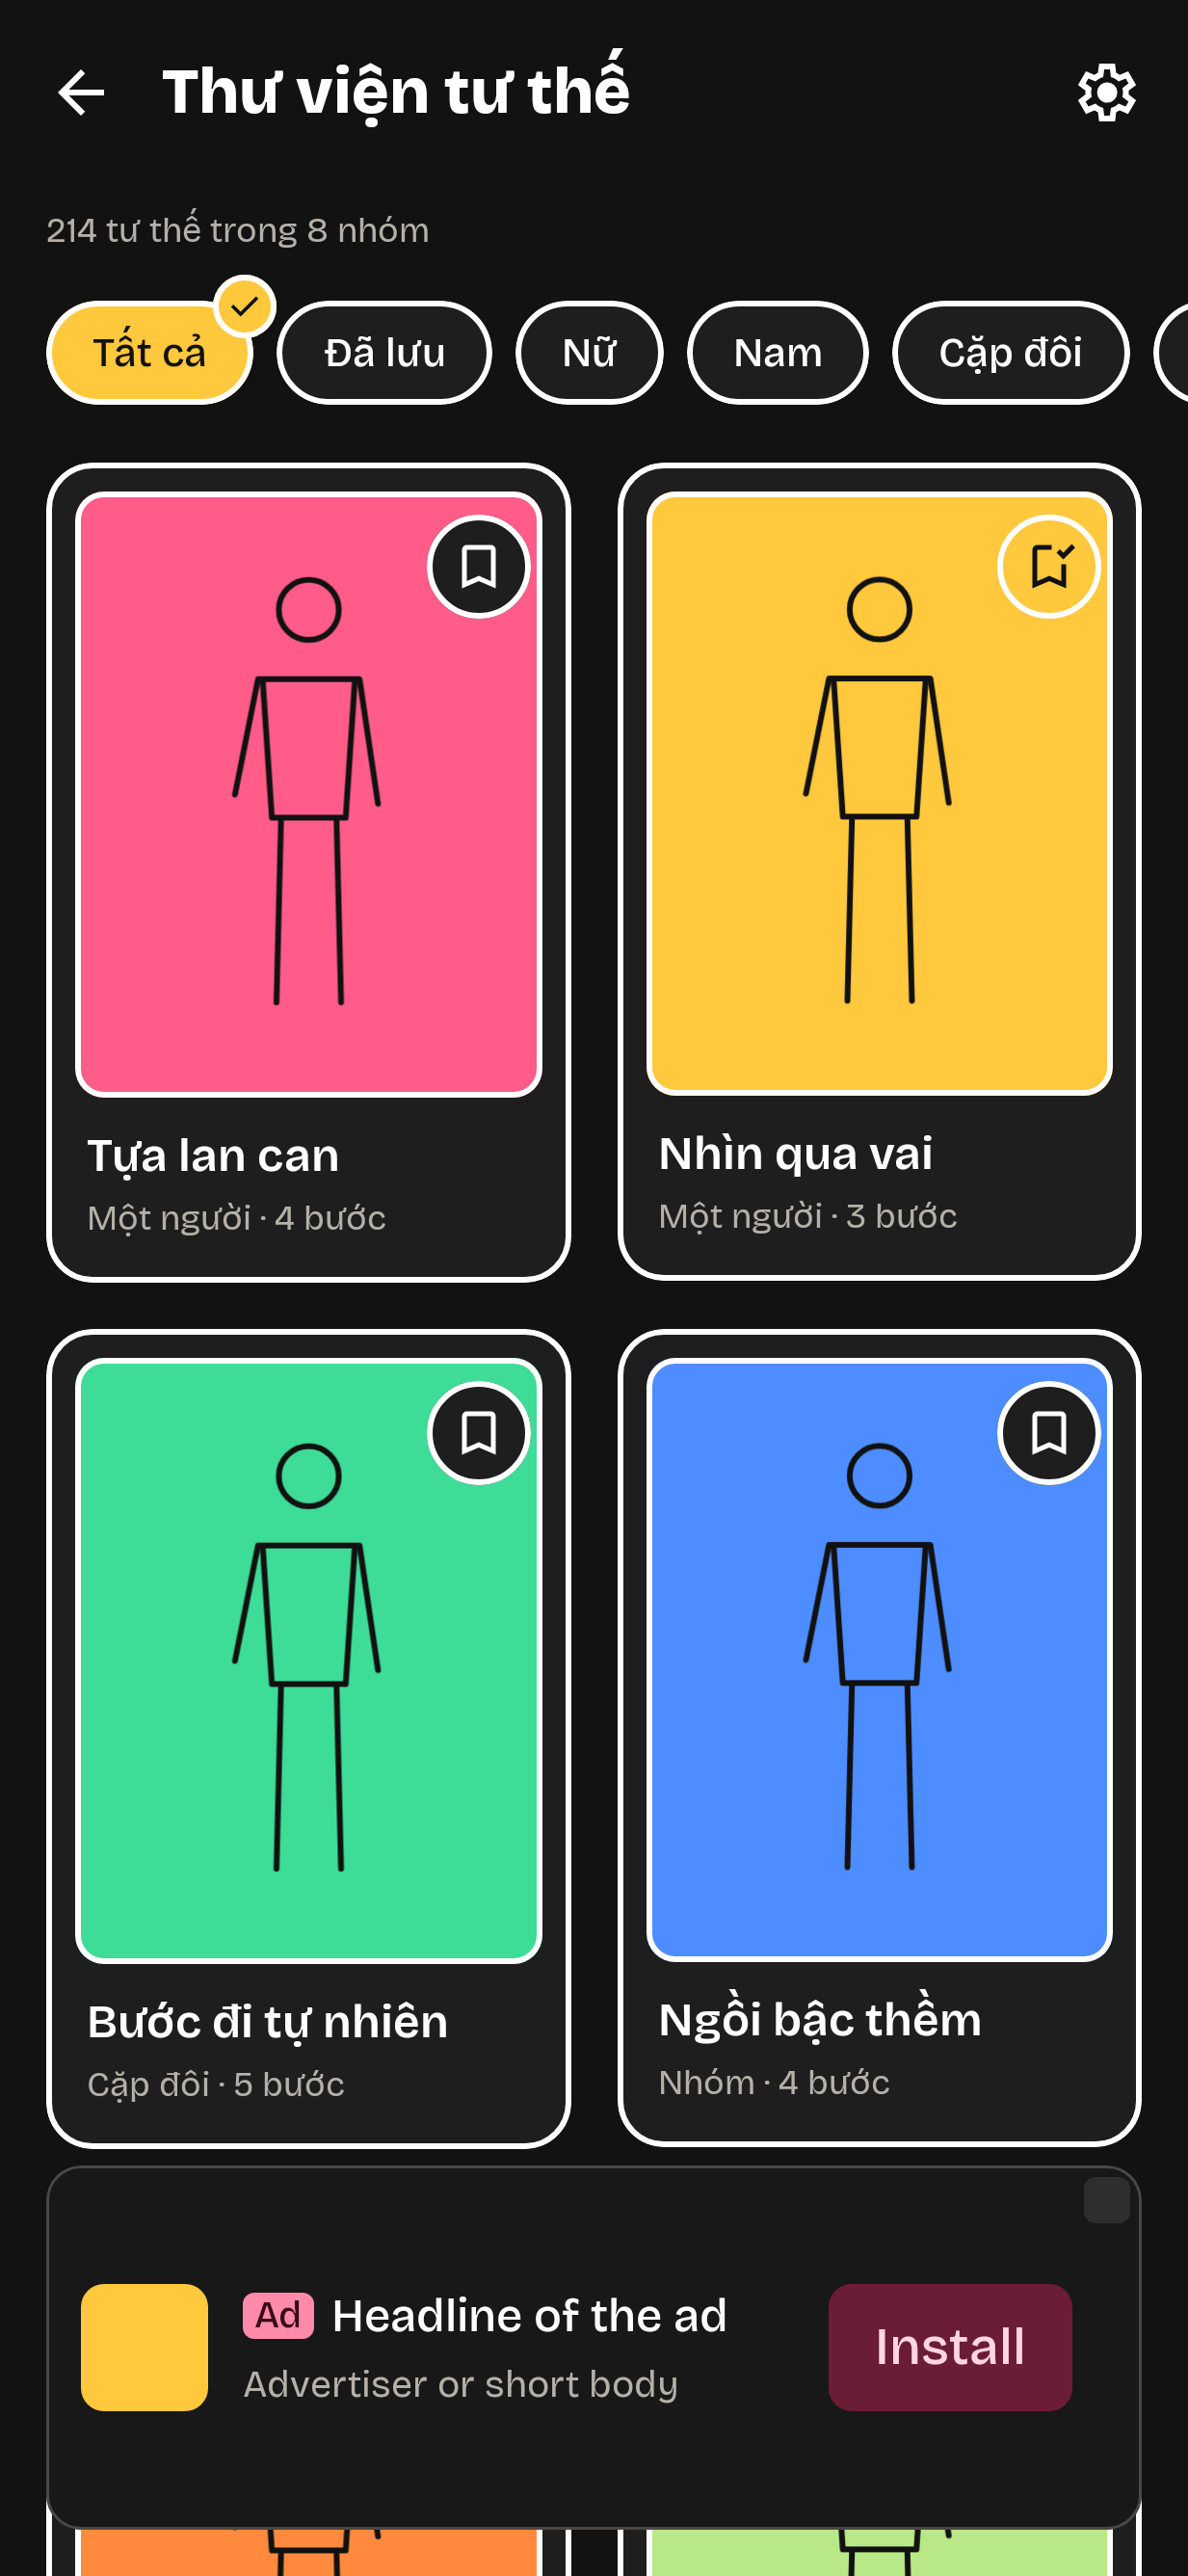 Thư viện tư thế
214 tư thế trong 8 nhóm
Tất cả
Đã lưu
Nữ
Nam
Cặp đôi
Tựa lan can
Một người · 4 bước
Nhìn qua vai
Một người · 3 bước
Bước đi tự nhiên
Cặp đôi · 5 bước
Ngồi bậc thềm
Nhóm · 4 bước
Ad
Headline of the ad
Advertiser or short body
Install